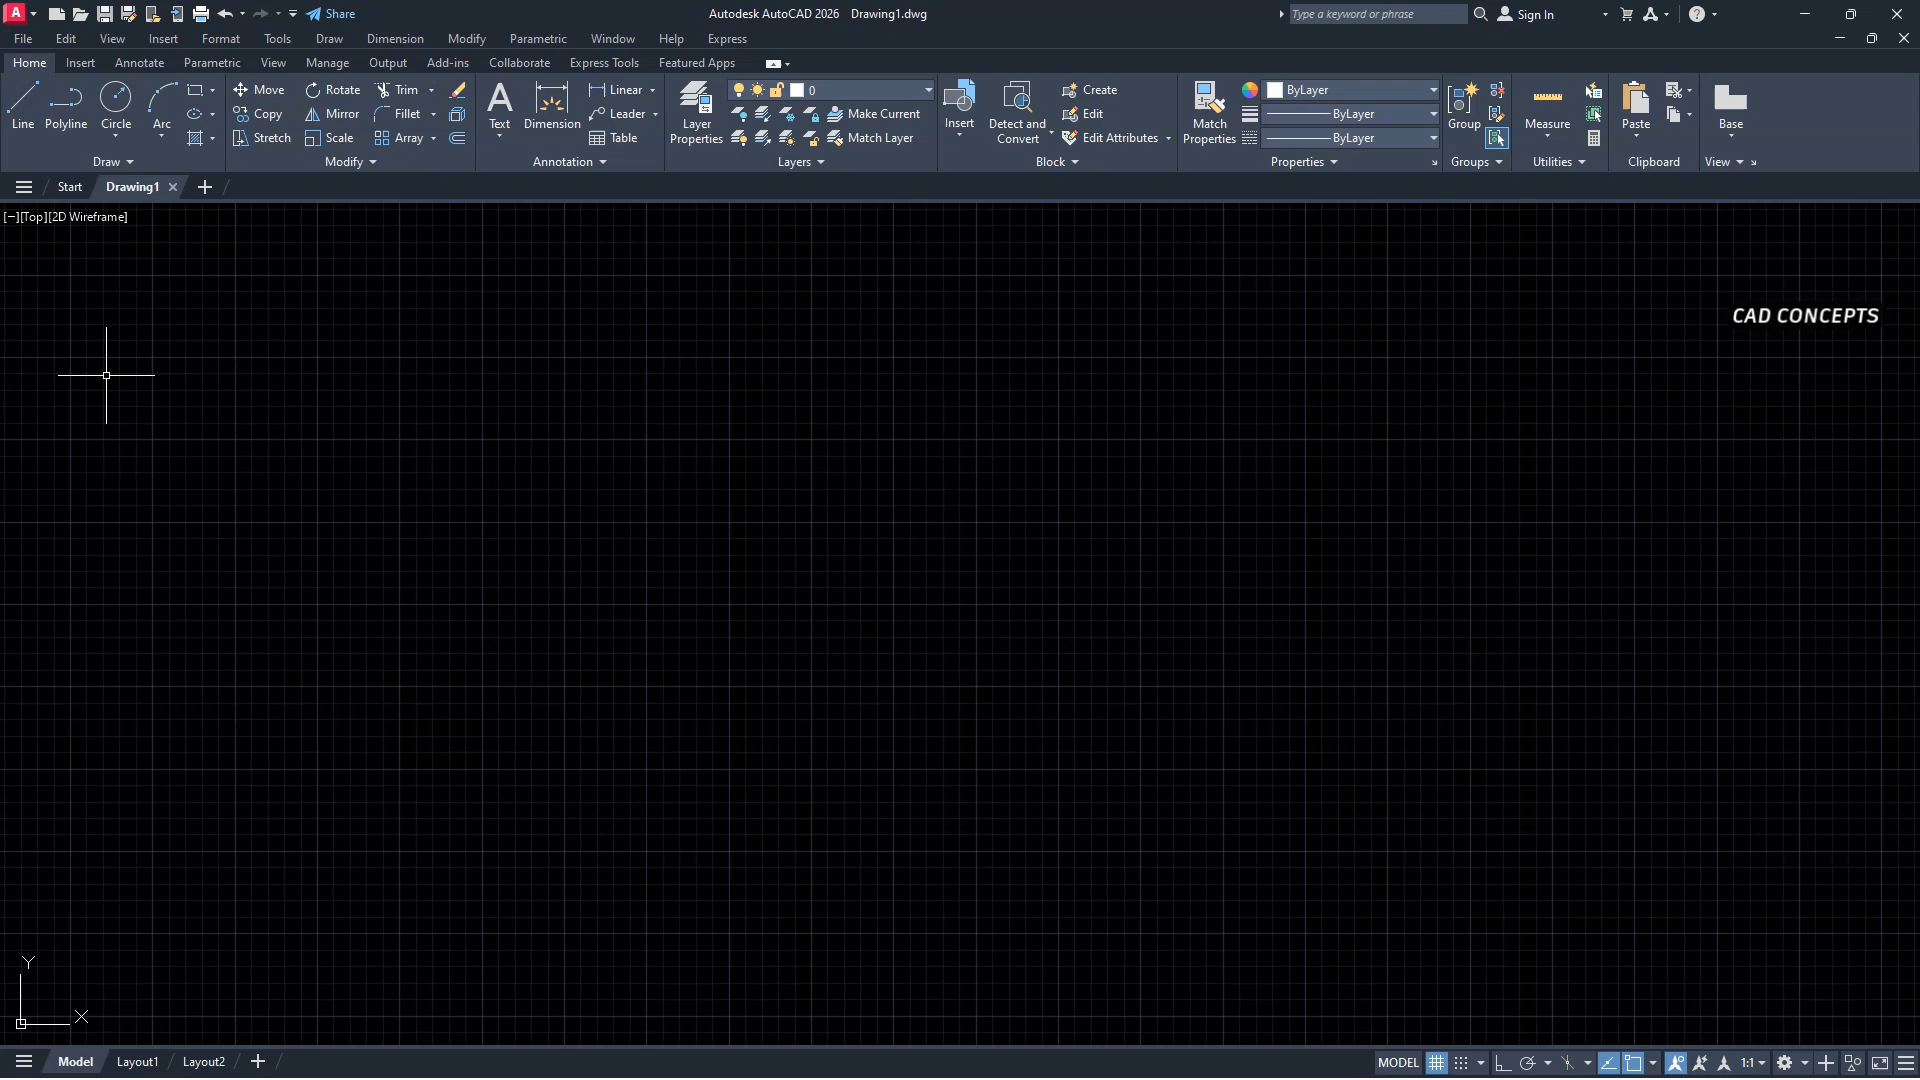 A Share Autodesk AutoCAD 2026 Drawing1.dwg Type a keyword or phrase Sign In
File Edit View Insert Format Tools Draw Dimension Modify Parametric Window Help Express
Home Insert Annotate Parametric View Manage Output Add-ins Collaborate Express Tools Featured Apps
Line Polyline Circle Arc
Draw
Move Rotate Trim
Copy Mirror Fillet
Stretch Scale Array
Modify
Text Dimension
Linear
Leader
Table
Annotation
Layer
Properties
0
Make Current
Match Layer
Layers
Insert
Detect and
Convert
Create
Edit
Edit Attributes
Block
Match
Properties
ByLayer
ByLayer
ByLayer
Properties
Group
Groups
Measure
Utilities
Paste
Clipboard
Base
View
Start Drawing1
[−][Top][2D Wireframe]
CAD CONCEPTS
Y
X
Model Layout1 Layout2 MODEL 1:1